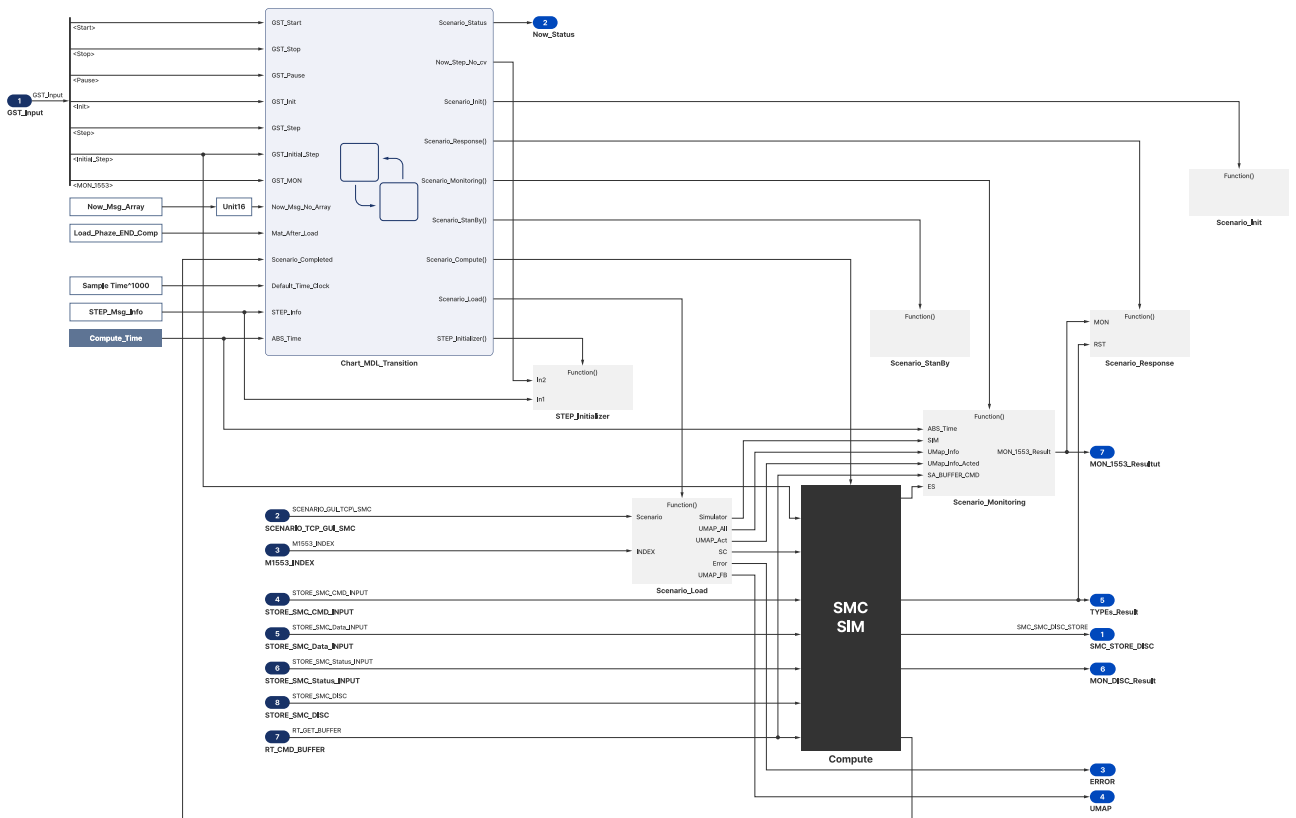 1
GST_Input
GST_Input
<Start>
<Stop>
<Pause>
<Init>
<Step>
<Initial_Step>
<MON_1553>
Now_Msg_Array
Unit16
Load_Phaze_END_Comp
Sample Time^1000
STEP_Msg_Info
Compute_Time
GST_Start
GST_Stop
GST_Pause
GST_Init
GST_Step
GST_Initial_Step
GST_MON
Now_Msg_No_Array
Mat_After_Load
Scenario_Completed
Default_Time_Clock
STEP_Info
ABS_Time
Scenario_Status
Now_Step_No_cv
Scenario_Init()
Scenario_Response()
Scenario_Monitoring()
Scenario_StanBy()
Scenario_Compute()
Scenario_Load()
STEP_Initializer()
Chart_MDL_Transition
2
Now_Status
Function()
Scenario_Init
Function()
MON
RST
Scenario_Response
Function()
Scenario_StanBy
Function()
In2
In1
STEP_Initializer
Function()
ABS_Time
SIM
UMap_Info
UMap_Info_Acted
SA_BUFFER_CMD
ES
MON_1553_Result
Scenario_Monitoring
7
MON_1553_Resultut
Function()
Scenario
INDEX
Simulator
UMAP_All
UMAP_Act
SC
Error
UMAP_FB
Scenario_Load
2
SCENARIO_GUI_TCP\_SMC
SCENARIO_TCP_GUI_SMC
3
M1553_INDEX
M1553_INDEX
4
STORE_SMC_CMD_INPUT
STORE_SMC_CMD_INPUT
5
STORE_SMC_Data_INPUT
STORE_SMC_Data_INPUT
6
STORE_SMC_Status_INPUT
STORE_SMC_Status_INPUT
8
STORE_SMC_DISC
STORE_SMC_DISC
7
RT_GET_BUFFER
RT_CMD_BUFFER
SMC
SIM
Compute
5
TYPEs_Result
SMC_SMC_DISC_STORE
1
SMC_STORE_DISC
6
MON_DISC_Result
3
ERROR
4
UMAP